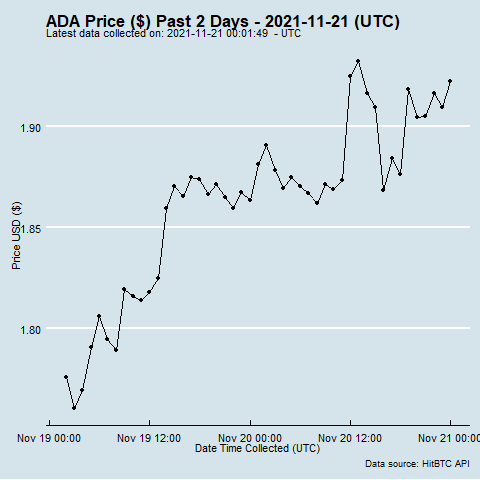 ADA Price ($) Past 2 Days - 2021-11-21 (UTC)
Latest data collected on: 2021-11-21 00:01:49 - UTC
1.90
1.85
1.80
Price USD ($)
Nov 19 00:00 Nov 19 12:00 Nov 20 00:00 Nov 20 12:00 Nov 21 00:00
Date Time Collected (UTC)
Data source: HitBTC API